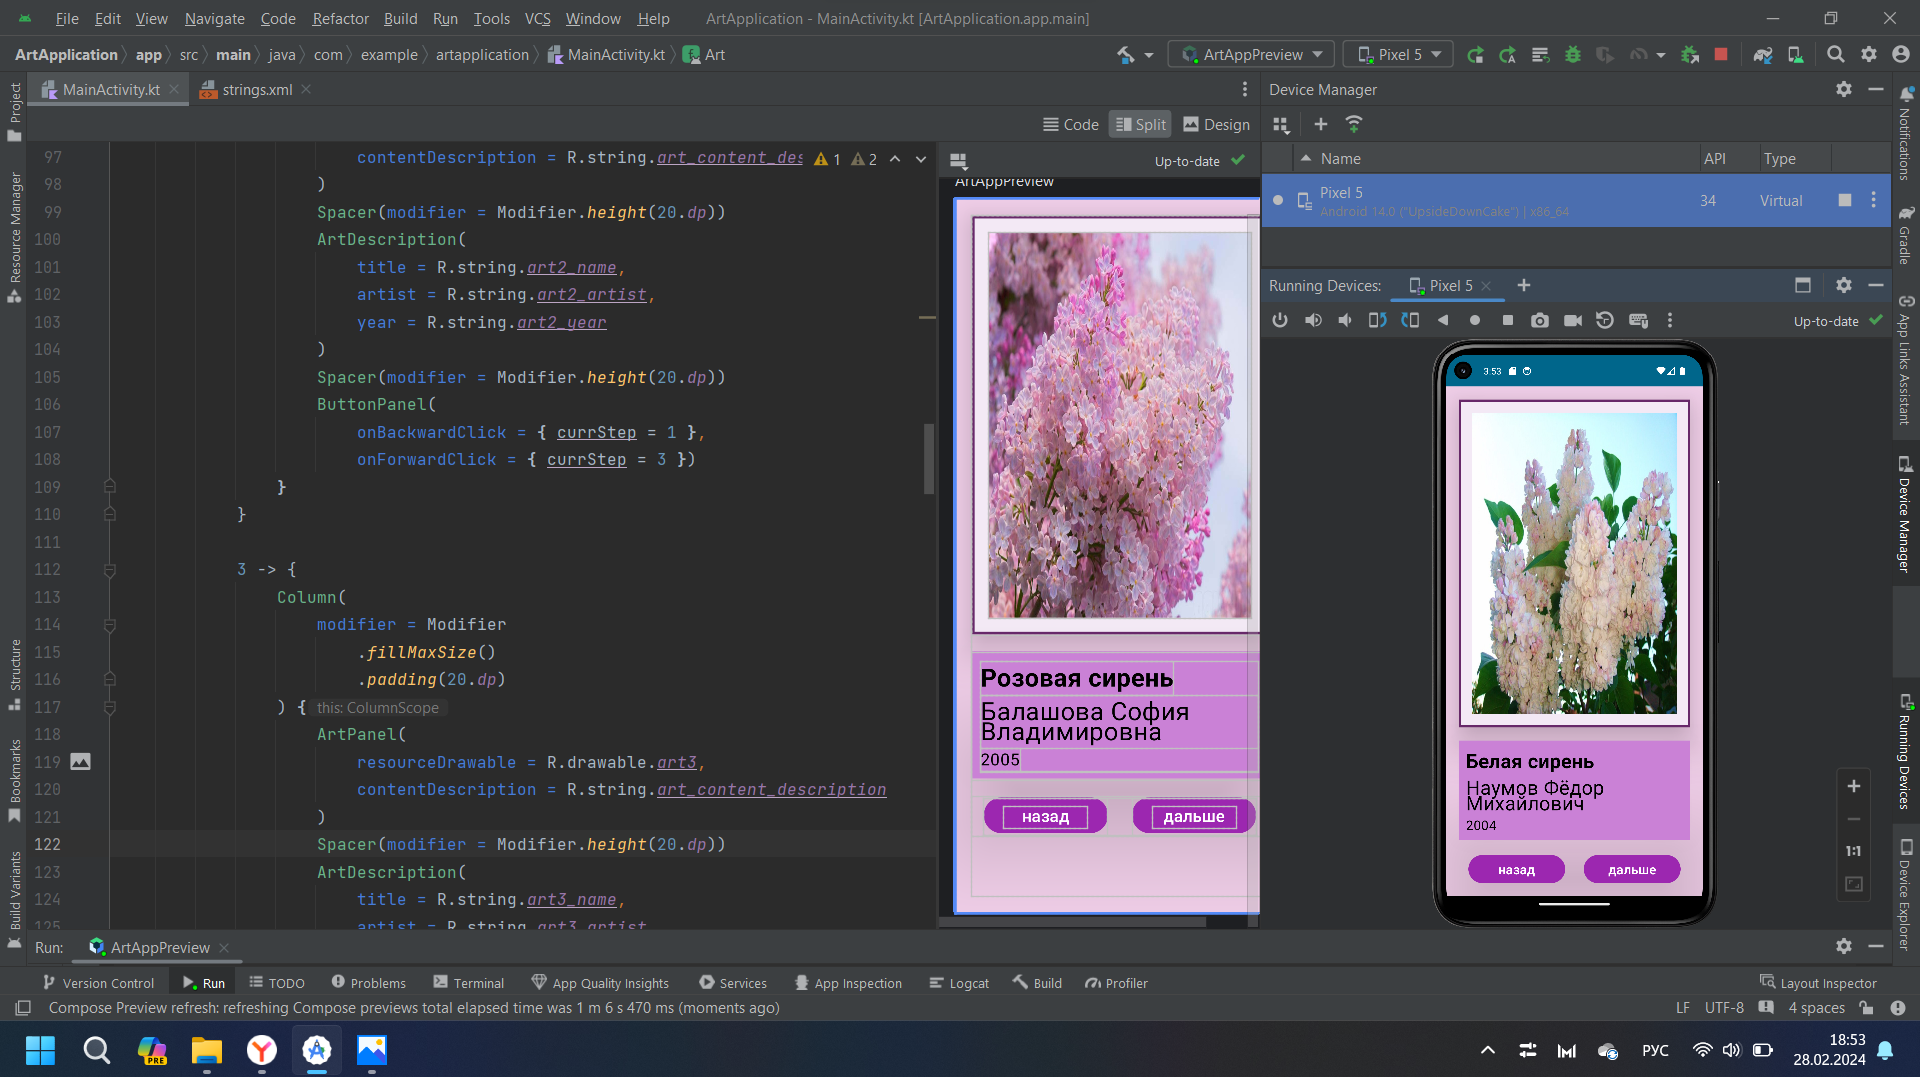 File Edit View Navigate Code Refactor Build Run Tools VCS Window Help ArtApplication - MainActivity.kt [ArtApplication.app.main]
ArtApplication app src main java com example artapplication MainActivity.kt Art ArtAppPreview Pixel 5
MainActivity.kt strings.xml
Code Split Design
97 contentDescription = R.string.art_content_des 1 2
98 )
99 Spacer(modifier = Modifier.height(20.dp))
100 ArtDescription(
101 title = R.string.art2_name,
102 artist = R.string.art2_artist,
103 year = R.string.art2_year
104 )
105 Spacer(modifier = Modifier.height(20.dp))
106 ButtonPanel(
107 onBackwardClick = { currStep = 1 },
108 onForwardClick = { currStep = 3 })
109 }
110 }
111
112 3 -> {
113 Column(
114 modifier = Modifier
115 .fillMaxSize()
116 .padding(20.dp)
117 ) { this: ColumnScope
118 ArtPanel(
119 resourceDrawable = R.drawable.art3,
120 contentDescription = R.string.art_content_description
121 )
122 Spacer(modifier = Modifier.height(20.dp))
123 ArtDescription(
124 title = R.string.art3_name,
125 artist = R.string.art3_artist
Up-to-date
ArtAppPreview
Розовая сирень
Балашова София
Владимировна
2005
назад дальше
Device Manager
Name API Type
Pixel 5 34 Virtual
Android 14.0 ("UpsideDownCake") | x86_64
Running Devices: Pixel 5
Up-to-date
3:53
Белая сирень
Наумов Фёдор
Михайлович
2004
назад дальше
1:1
Project
Resource Manager
Structure
Bookmarks
Build Variants
Notifications
Gradle
App Links Assistant
Device Manager
Running Devices
Device Explorer
Run: ArtAppPreview
Version Control Run TODO Problems Terminal App Quality Insights Services App Inspection Logcat Build Profiler Layout Inspector
Compose Preview refresh: refreshing Compose previews total elapsed time was 1 m 6 s 470 ms (moments ago) LF UTF-8 4 spaces
PRE
РУС
18:53
28.02.2024